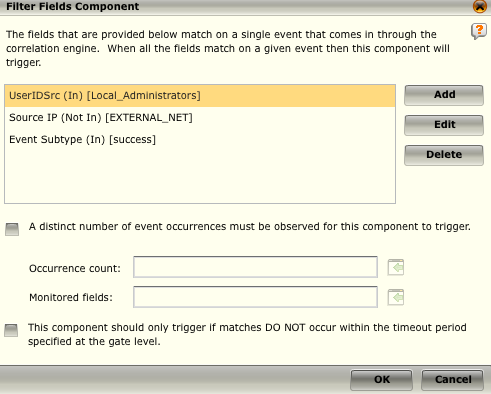 Filter Fields Component
The fields that are provided below match on a single event that comes in through the
correlation engine. When all the fields match on a given event then this component will
trigger.
UserIDSrc (In) [Local_Administrators]
Source IP (Not In) [EXTERNAL_NET]
Event Subtype (In) [success]
Add
Edit
Delete
A distinct number of event occurrences must be observed for this component to trigger.
Occurrence count:
Monitored fields:
This component should only trigger if matches DO NOT occur within the timeout period
specified at the gate level.
OK
Cancel